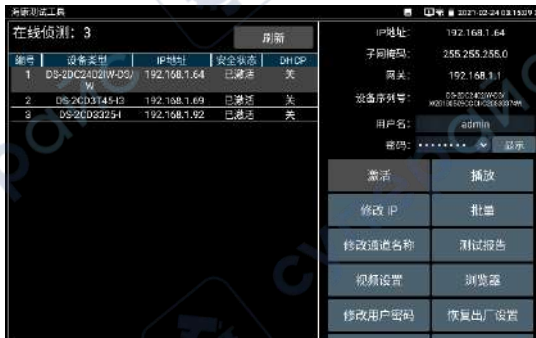 海康测试工具
2021-02-24 03:15:09
在线侦测：3
刷新
编号 设备类型 IP地址 安全状态 DHCP
1 DS-2DC2402IW-D3/W 192.168.1.64 已激活 关
2 DS-2CD3T45-I3 192.168.1.69 已激活 关
3 DS-2CD3325-I 192.168.1.92 已激活 关
IP地址: 192.168.1.64
子网掩码: 255.255.255.0
网关: 192.168.1.1
设备序列号:
用户名: admin
密码: •••••••• 显示
激活 播放
修改 IP 批量
修改通道名称 测试报告
视频设置 浏览器
修改用户密码 恢复出厂设置